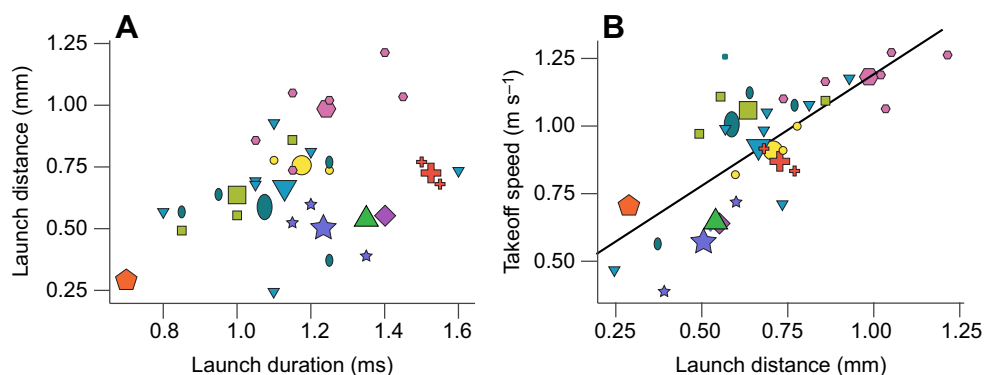 A
Launch distance (mm)
1.25
1.00
0.75
0.50
0.25
0.8 1.0 1.2 1.4 1.6
Launch duration (ms)
B
Takeoff speed (m s⁻¹)
1.25
1.00
0.75
0.50
0.25 0.50 0.75 1.00 1.25
Launch distance (mm)